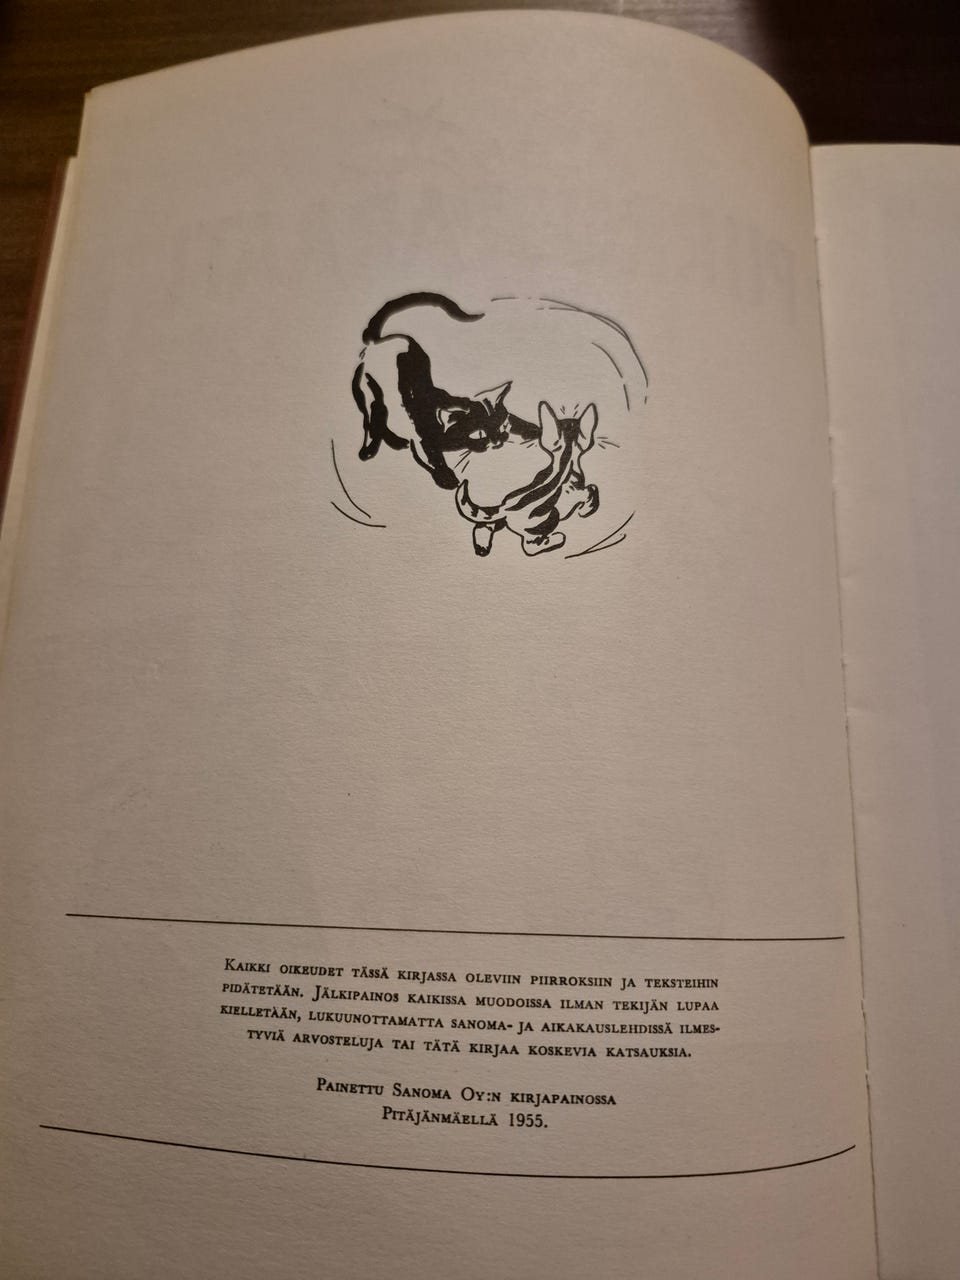 Kaikki oikeudet tässä kirjassa oleviin piirroksiin ja teksteihin
pidätetään. Jälkipainos kaikissa muodoissa ilman tekijän lupaa
kielletään, lukuunottamatta sanoma- ja aikakauslehdissä ilmes-
tyviä arvosteluja tai tätä kirjaa koskevia katsauksia.
Painettu Sanoma Oy:n kirjapainossa
Pitäjänmäellä 1955.